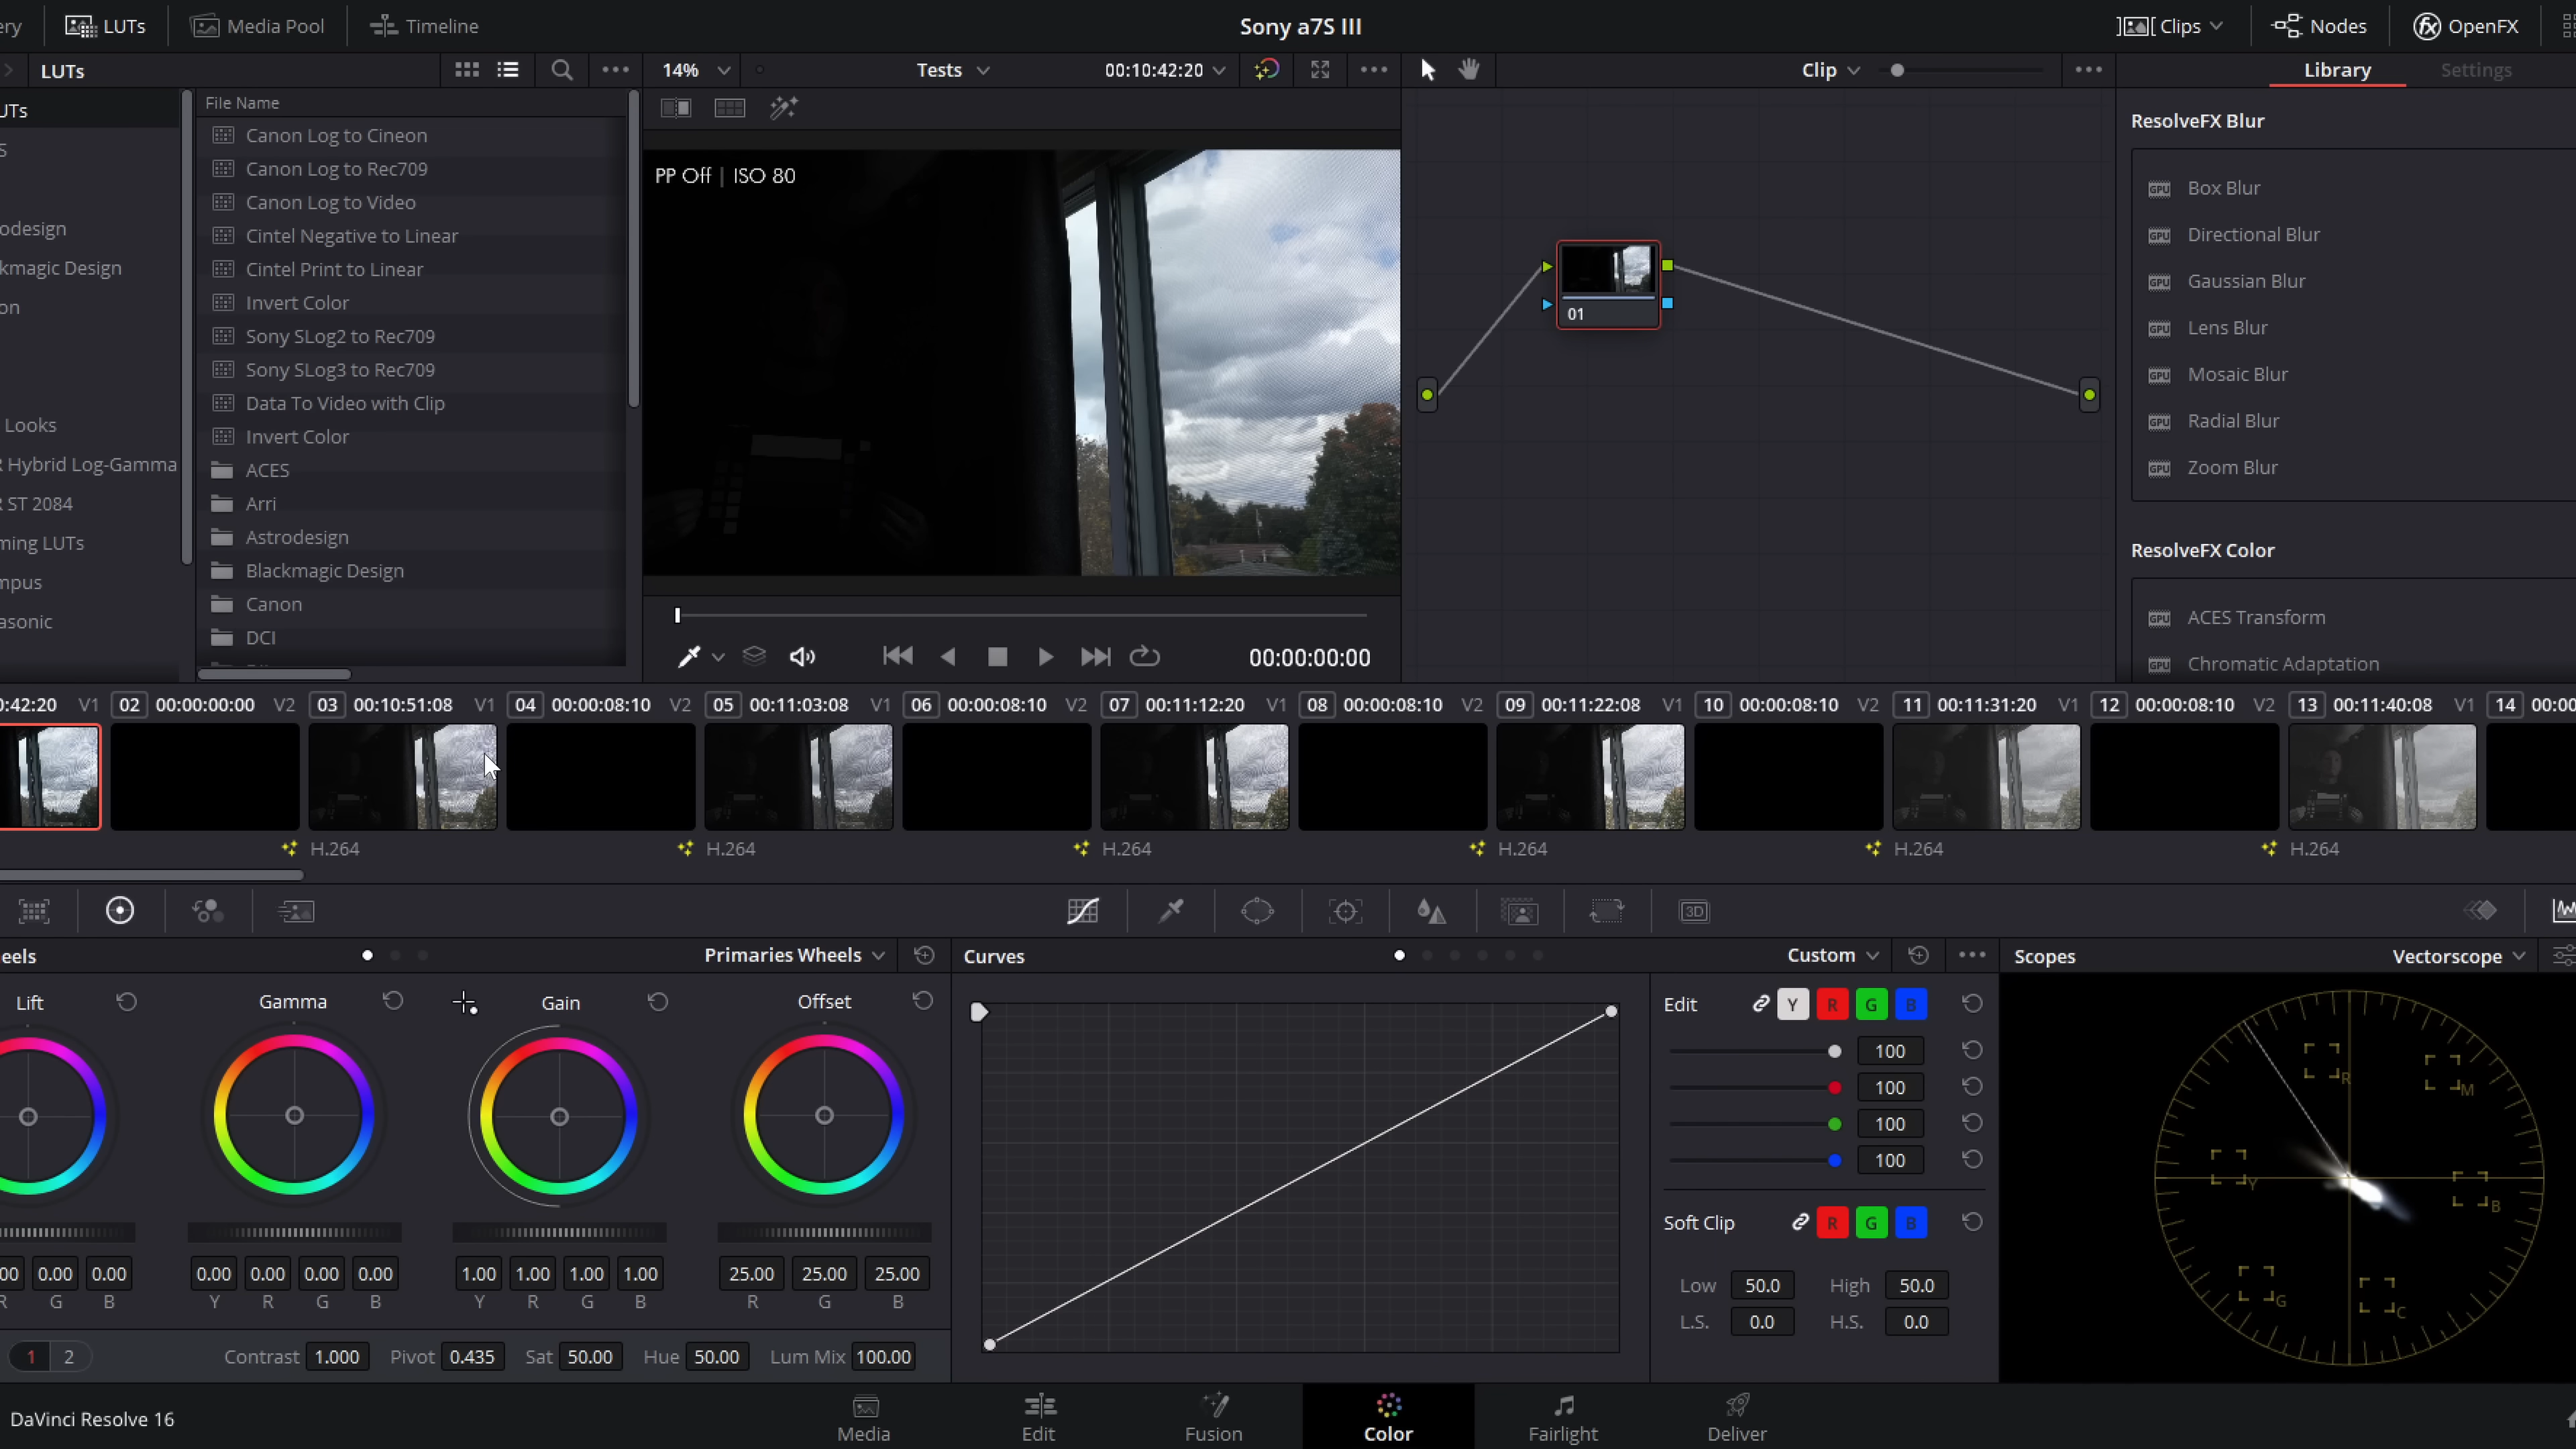 ery LUTs Media Pool Timeline Sony a7S III Clips Nodes OpenFX
LUTs 14% Tests 00:10:42:20 Clip Library Settings
File Name
UTs
S
odesign
kmagic Design
on
Looks
R Hybrid Log-Gamma
R ST 2084
ming LUTs
mpus
asonic
Canon Log to Cineon
Canon Log to Rec709
Canon Log to Video
Cintel Negative to Linear
Cintel Print to Linear
Invert Color
Sony SLog2 to Rec709
Sony SLog3 to Rec709
Data To Video with Clip
Invert Color
ACES
Arri
Astrodesign
Blackmagic Design
Canon
DCI
PP Off | ISO 80
00:00:00:00
01
ResolveFX Blur
GPU Box Blur
GPU Directional Blur
GPU Gaussian Blur
GPU Lens Blur
GPU Mosaic Blur
GPU Radial Blur
GPU Zoom Blur
ResolveFX Color
GPU ACES Transform
GPU Chromatic Adaptation
0:42:20 V1 02 00:00:00:00 V2 03 00:10:51:08 V1 04 00:00:08:10 V2 05 00:11:03:08 V1 06 00:00:08:10 V2 07 00:11:12:20 V1 08 00:00:08:10 V2 09 00:11:22:08 V1 10 00:00:08:10 V2 11 00:11:31:20 V1 12 00:00:08:10 V2 13 00:11:40:08 V1 14 00:00
H.264 H.264 H.264 H.264 H.264 H.264
3D
eels Primaries Wheels
Lift Gamma Gain Offset
00 0.00 0.00 0.00 0.00 0.00 0.00 1.00 1.00 1.00 1.00 25.00 25.00 25.00
R G B Y R G B Y R G B R G B
1 2 Contrast 1.000 Pivot 0.435 Sat 50.00 Hue 50.00 Lum Mix 100.00
Curves Custom
Edit Y R G B
100
100
100
100
Soft Clip R G B
Low 50.0 High 50.0
L.S. 0.0 H.S. 0.0
Scopes Vectorscope
R
M
Y
B
G
C
DaVinci Resolve 16 Media Edit Fusion Color Fairlight Deliver